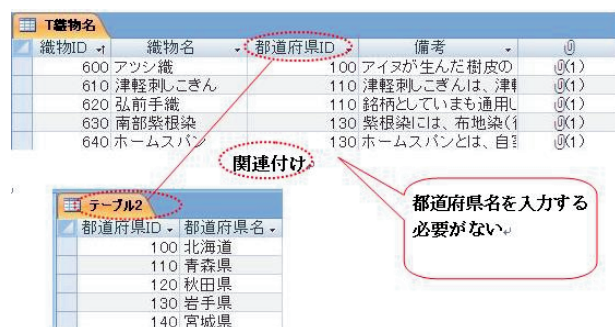 T織物名
織物ID 織物名 都道府県ID 備考
600 アツシ織 100 アイヌが生んだ樹皮の (1)
610 津軽刺しこぎん 110 津軽刺しこぎんは、津軽 (1)
620 弘前手織 110 銘柄としていまも通用し (1)
630 南部紫根染 130 紫根染には、布地染( (1)
640 ホームスパン 130 ホームスパンとは、自 (1)
関連付け
都道府県名を入力する
必要がない
テーブル2
都道府県ID 都道府県名
100 北海道
110 青森県
120 秋田県
130 岩手県
140 宮城県